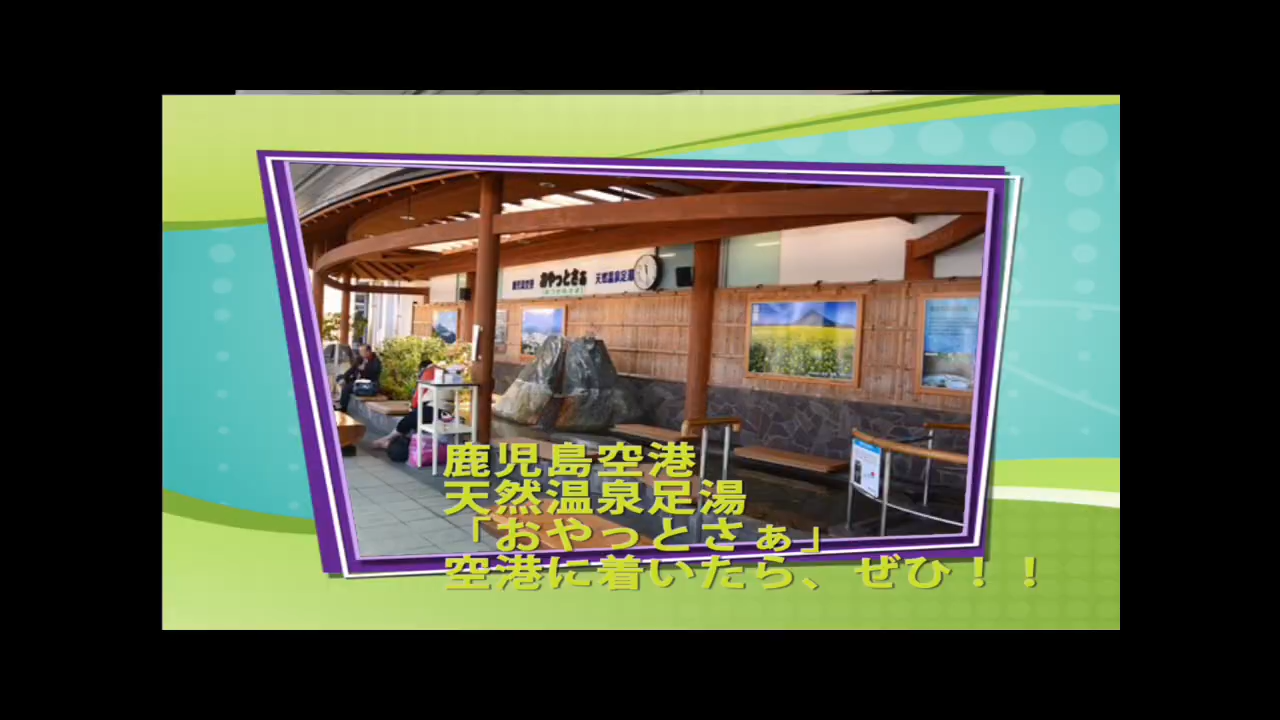 おやっとさぁ
天然温泉足湯
鹿児島空港
天然温泉足湯
「おやっとさぁ」
空港に着いたら、ぜひ！！